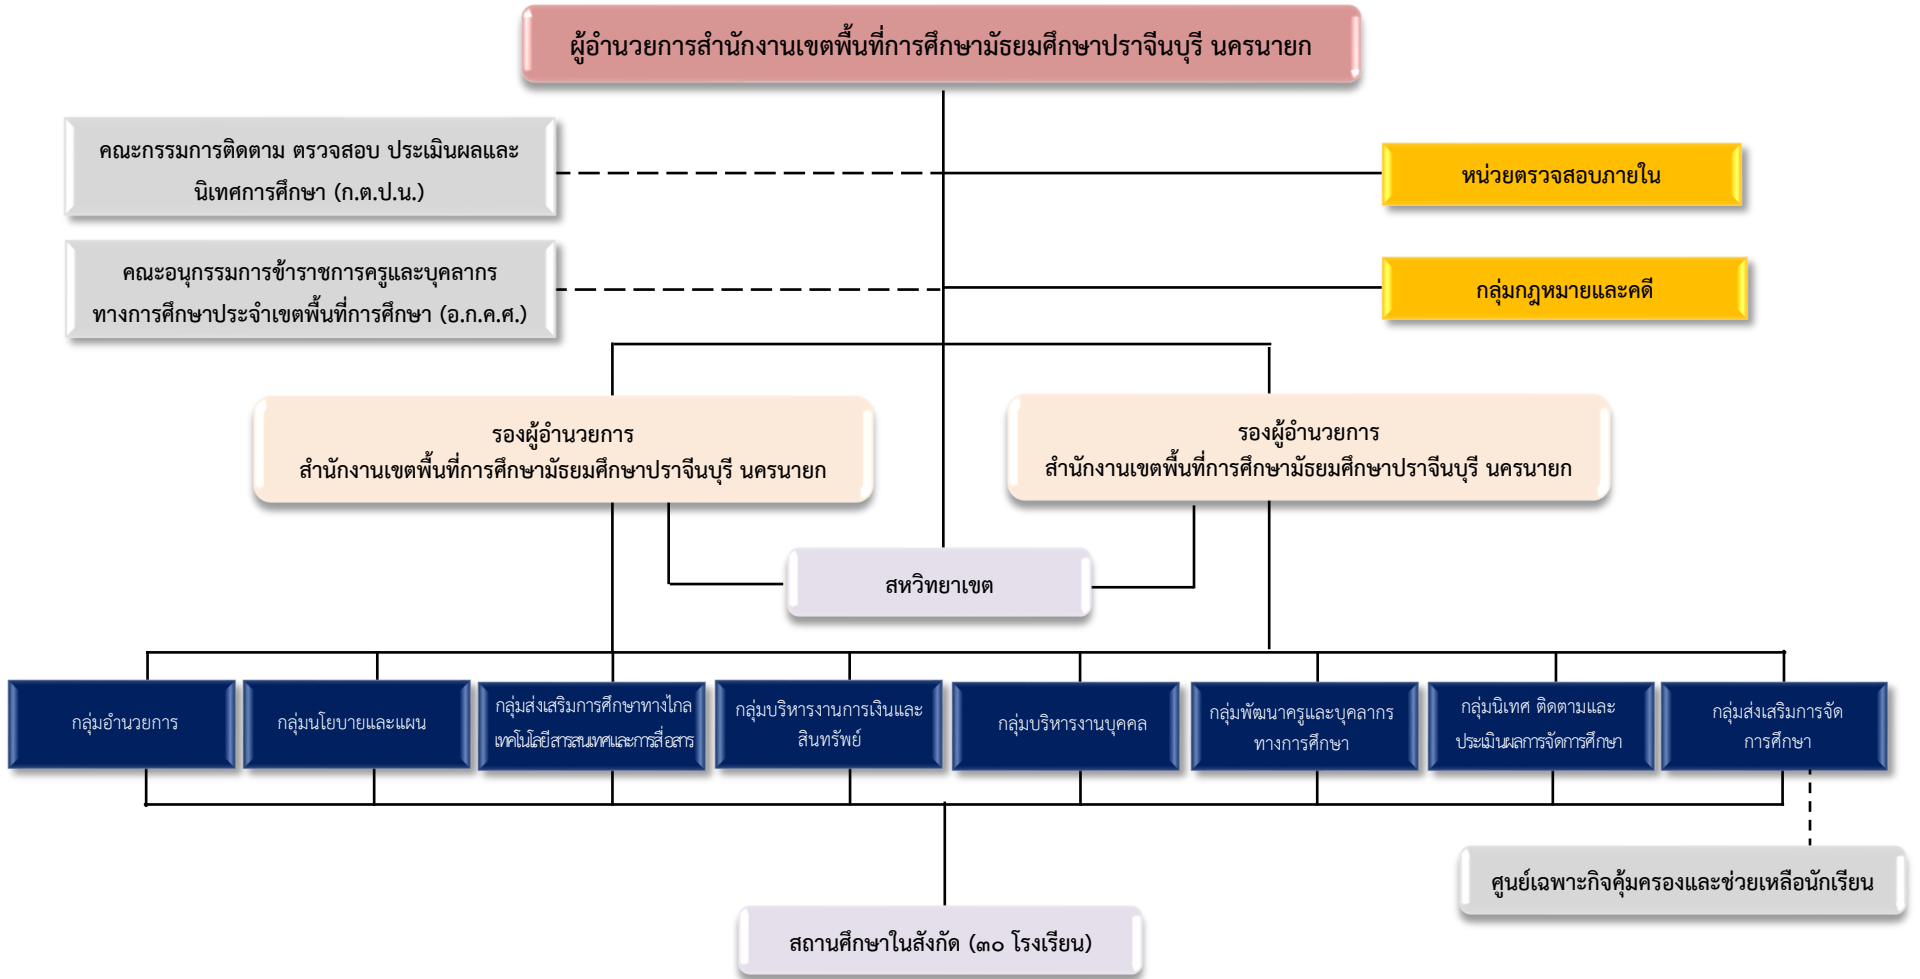 ผู้อำนวยการสำนักงานเขตพื้นที่การศึกษามัธยมศึกษาปราจีนบุรี นครนายก
คณะกรรมการติดตาม ตรวจสอบ ประเมินผลและ
นิเทศการศึกษา (ก.ต.ป.น.)
หน่วยตรวจสอบภายใน
คณะอนุกรรมการข้าราชการครูและบุคลากร
ทางการศึกษาประจำเขตพื้นที่การศึกษา (อ.ก.ค.ศ.)
กลุ่มกฎหมายและคดี
รองผู้อำนวยการ
สำนักงานเขตพื้นที่การศึกษามัธยมศึกษาปราจีนบุรี นครนายก
รองผู้อำนวยการ
สำนักงานเขตพื้นที่การศึกษามัธยมศึกษาปราจีนบุรี นครนายก
สหวิทยาเขต
กลุ่มอำนวยการ
กลุ่มนโยบายและแผน
กลุ่มส่งเสริมการศึกษาทางไกล
เทคโนโลยีสารสนเทศและการสื่อสาร
กลุ่มบริหารงานการเงินและ
สินทรัพย์
กลุ่มบริหารงานบุคคล
กลุ่มพัฒนาครูและบุคลากร
ทางการศึกษา
กลุ่มนิเทศ ติดตามและ
ประเมินผลการจัดการศึกษา
กลุ่มส่งเสริมการจัด
การศึกษา
ศูนย์เฉพาะกิจคุ้มครองและช่วยเหลือนักเรียน
สถานศึกษาในสังกัด (๓๐ โรงเรียน)